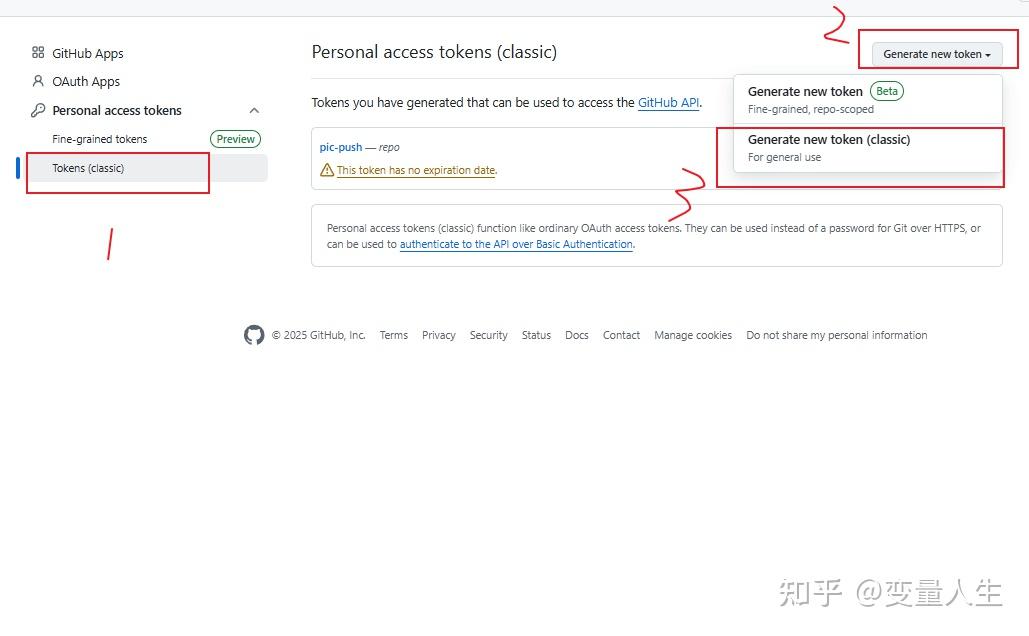 GitHub Apps
OAuth Apps
Personal access tokens
Fine-grained tokens Preview
Tokens (classic)
1
Personal access tokens (classic)
2
Generate new token
Tokens you have generated that can be used to access the GitHub API.
pic-push — repo
This token has no expiration date.
Generate new token Beta
Fine-grained, repo-scoped
Generate new token (classic)
For general use
3
Personal access tokens (classic) function like ordinary OAuth access tokens. They can be used instead of a password for Git over HTTPS, or
can be used to authenticate to the API over Basic Authentication.
© 2025 GitHub, Inc. Terms Privacy Security Status Docs Contact Manage cookies Do not share my personal information
知乎 @变量人生